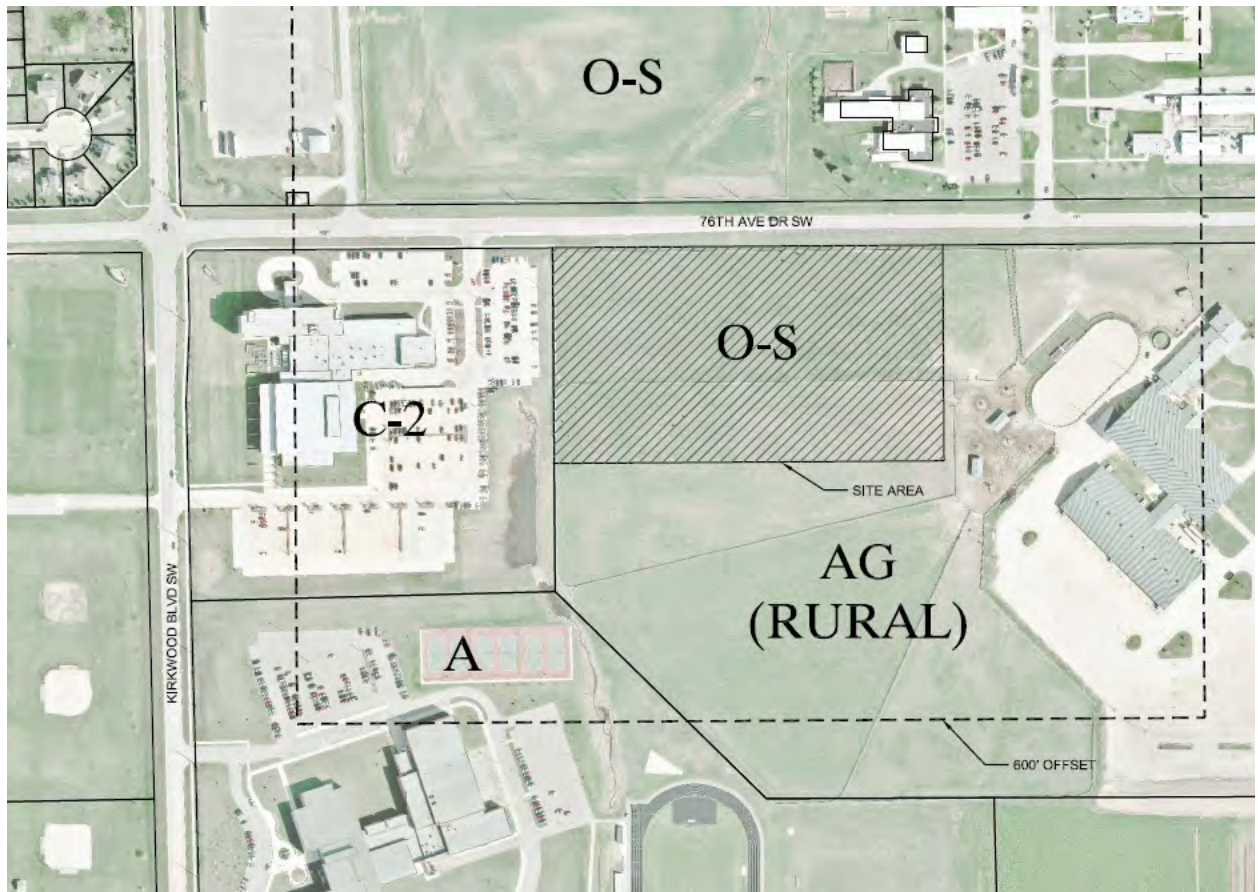 O-S
76TH AVE DR SW
O-S
C-2
SITE AREA
AG
(RURAL)
A
KIRKWOOD BLVD SW
600' OFFSET